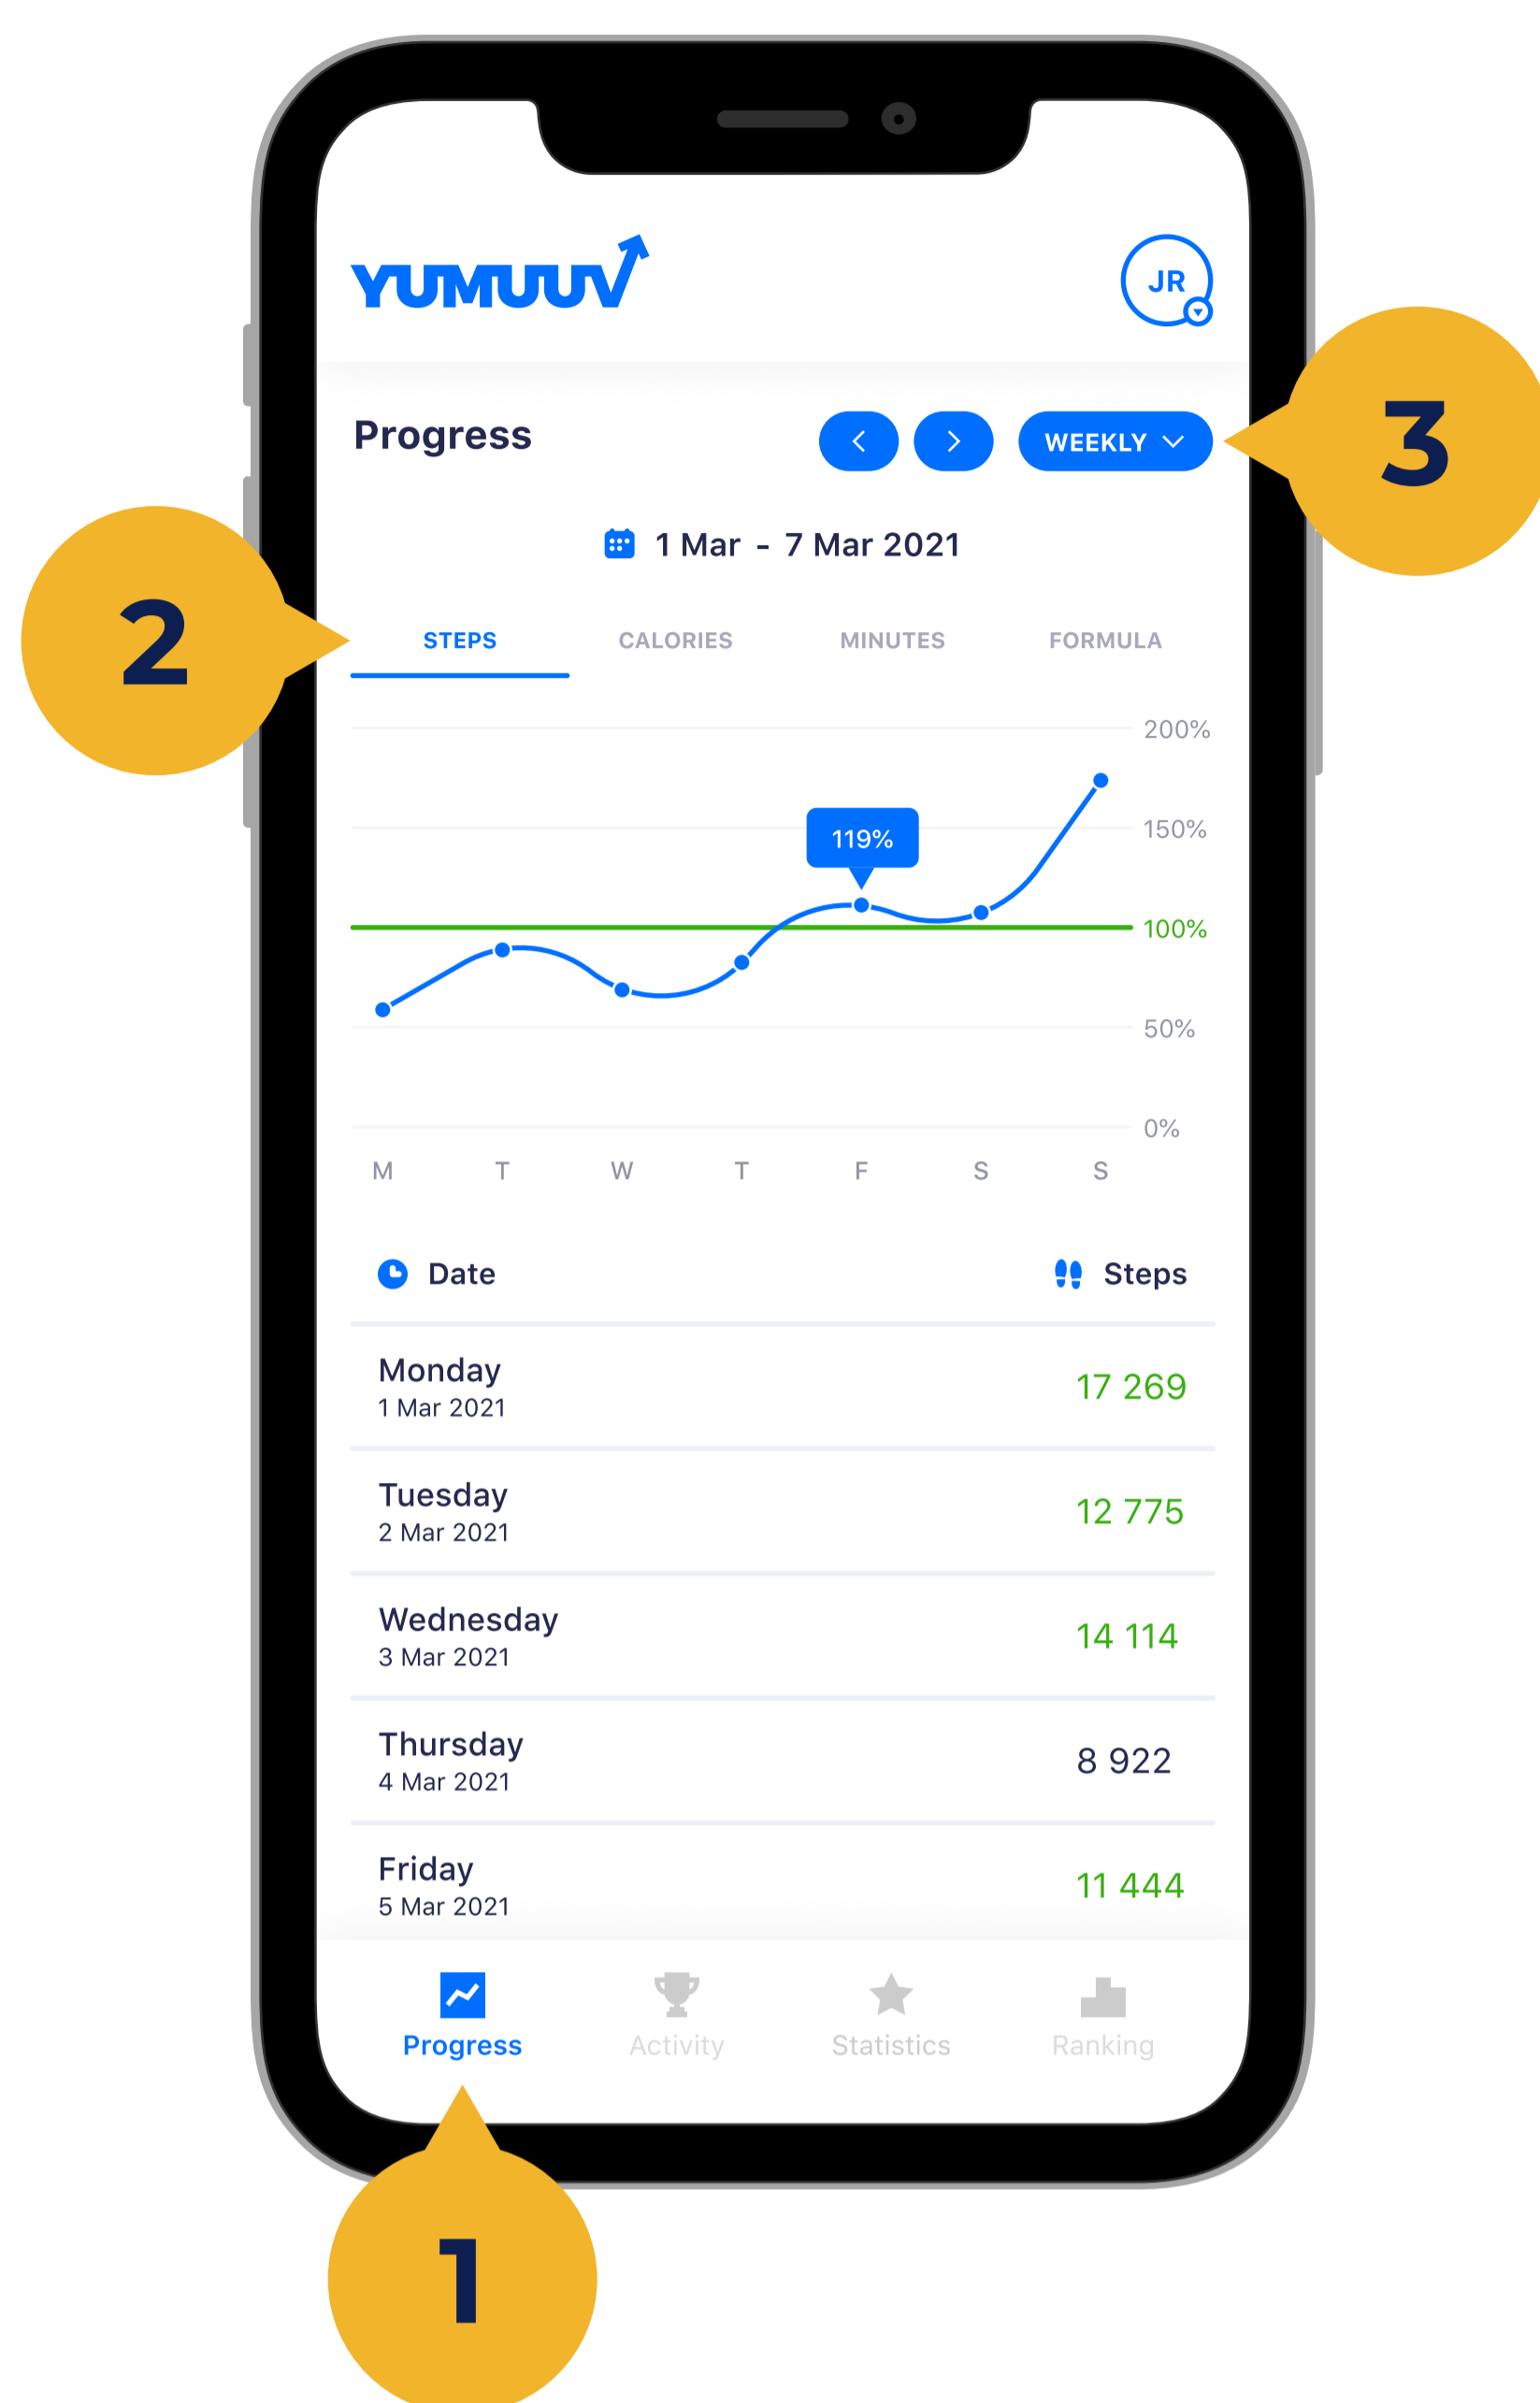 YUMUUV
JR
Progress
WEEKLY
3
1 Mar - 7 Mar 2021
2
STEPS CALORIES MINUTES FORMULA
200%
150%
119%
100%
50%
0%
M T W T F S S
Date Steps
Monday
1 Mar 2021
17 269
Tuesday
2 Mar 2021
12 775
Wednesday
3 Mar 2021
14 114
Thursday
4 Mar 2021
8 922
Friday
5 Mar 2021
11 444
Progress Activity Statistics Ranking
1